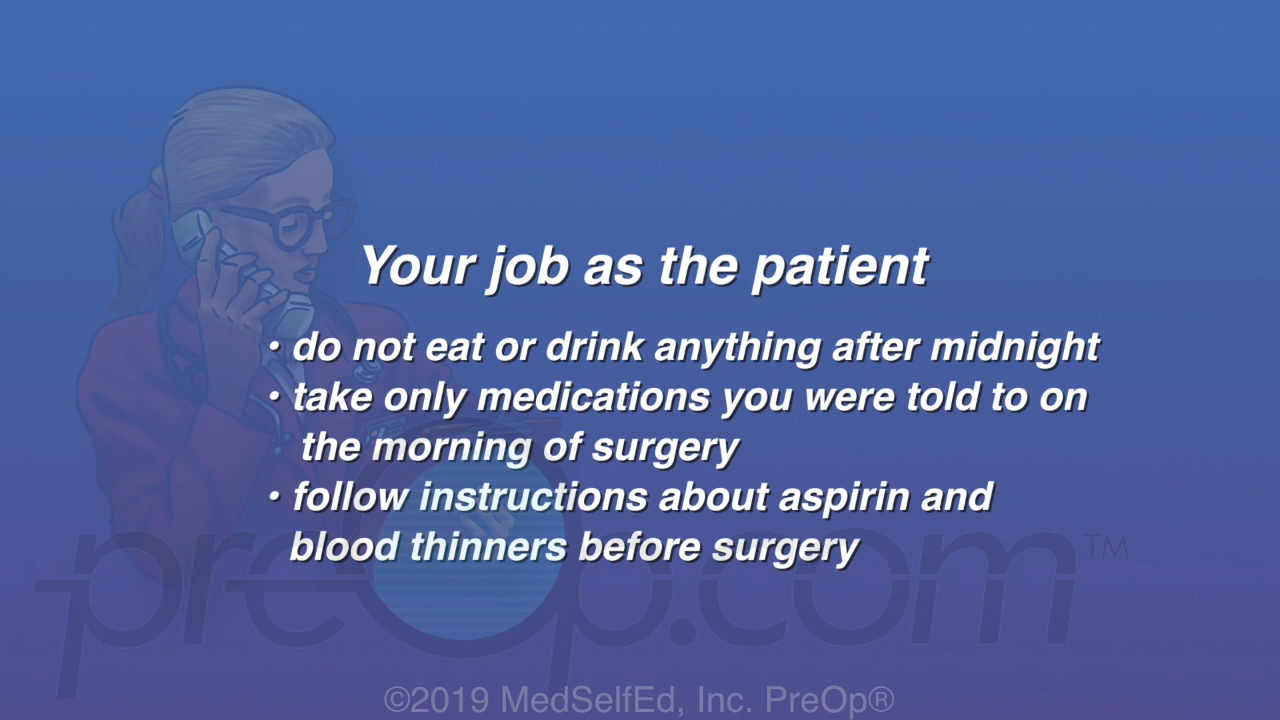 Your job as the patient
• do not eat or drink anything after midnight
• take only medications you were told to on
the morning of surgery
• follow instructions about aspirin and
blood thinners before surgery
preOp.com™
©2019 MedSelfEd, Inc. PreOp®